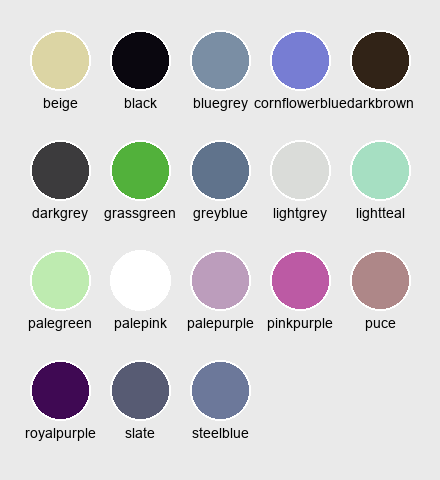 beige black bluegrey cornflowerblue darkbrown
darkgrey grassgreen greyblue lightgrey lightteal
palegreen palepink palepurple pinkpurple puce
royalpurple slate steelblue